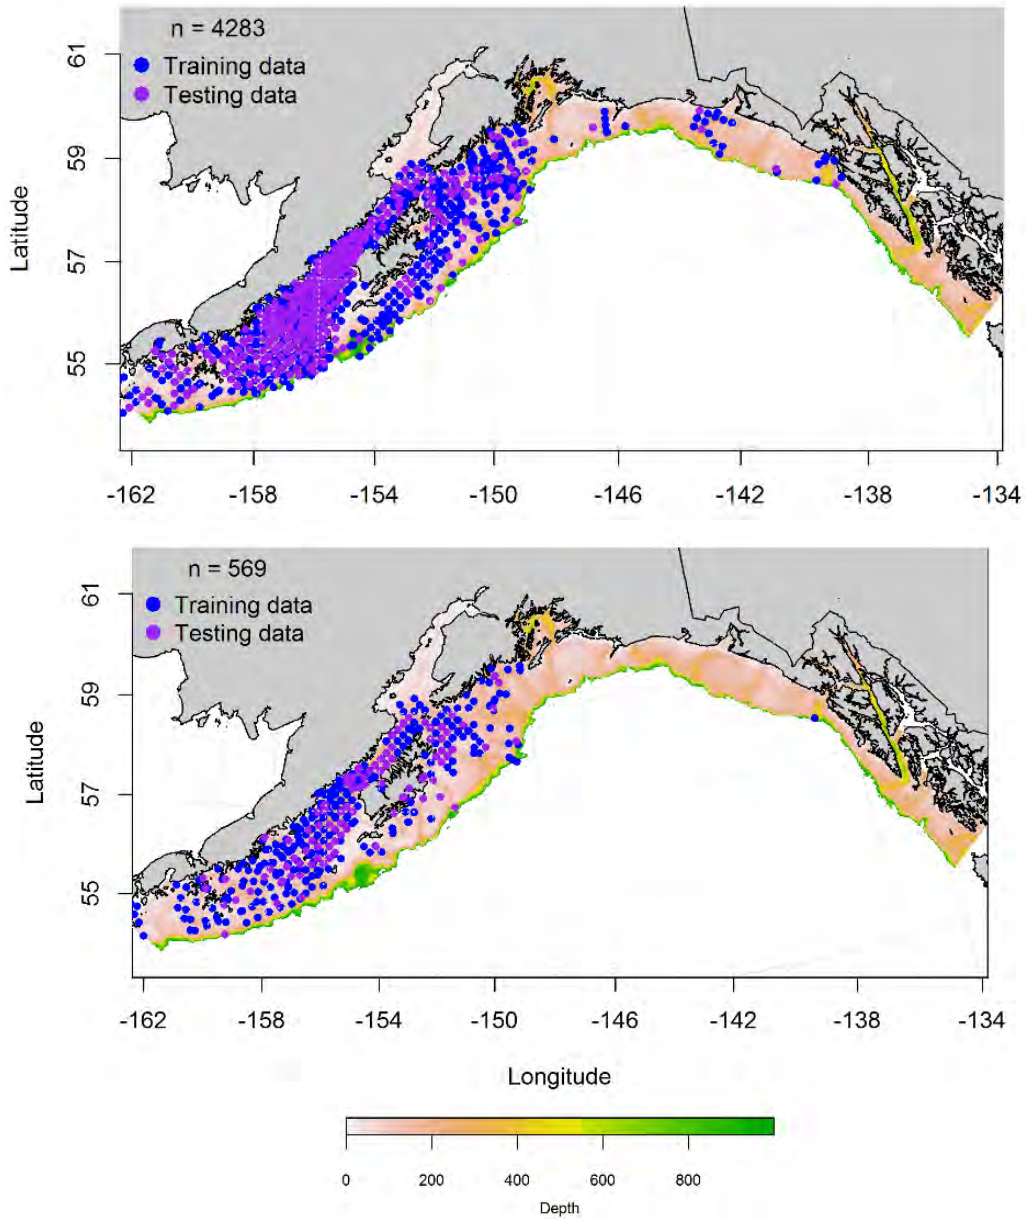 n = 4283
Training data
Testing data
61
59
57
55
Latitude
-162 -158 -154 -150 -146 -142 -138 -134
n = 569
Training data
Testing data
61
59
57
55
Latitude
-162 -158 -154 -150 -146 -142 -138 -134
Longitude
0 200 400 600 800
Depth